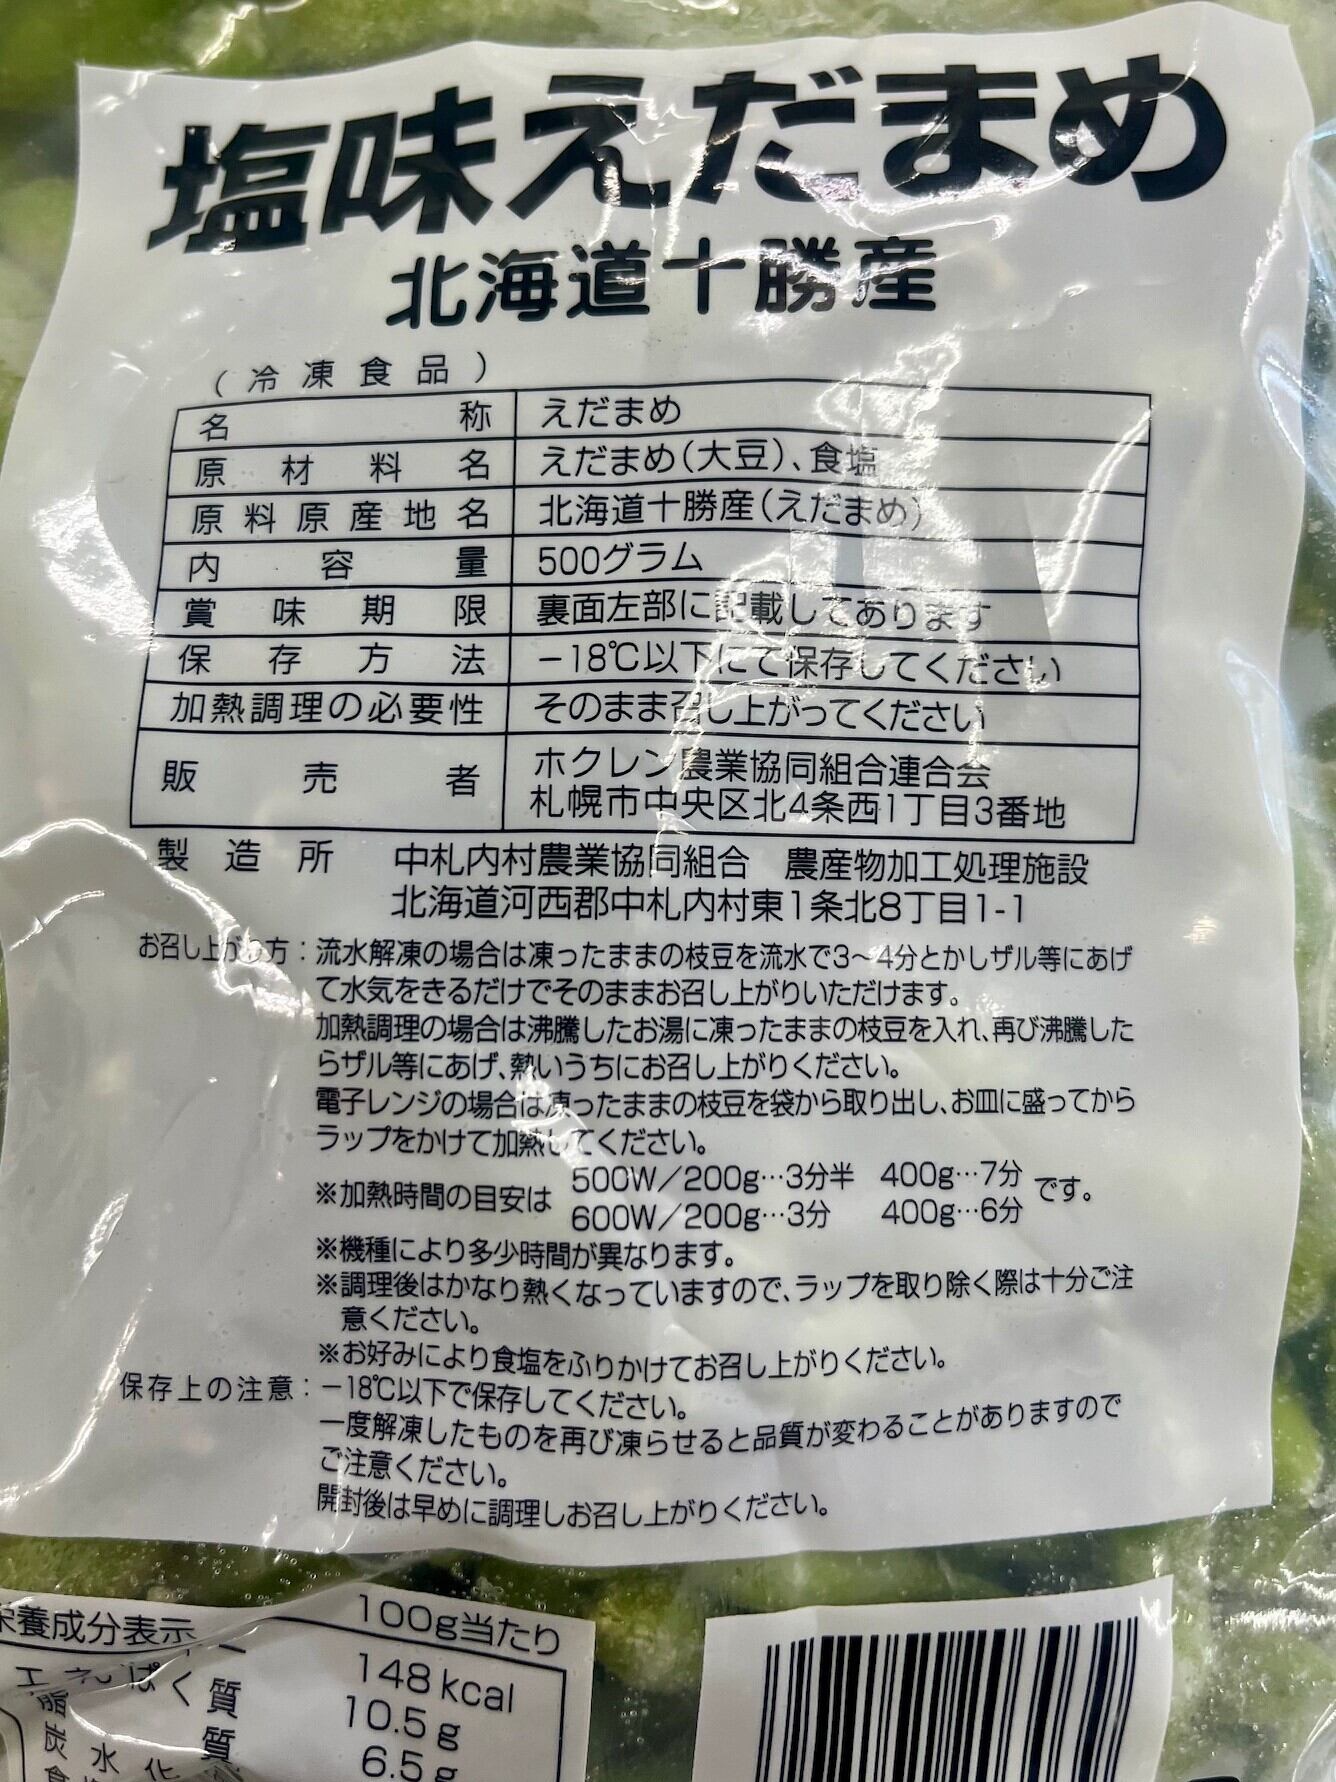 塩味えだまめ
北海道十勝産
(冷凍食品)
名称 えだまめ
原材料名 えだまめ(大豆)、食塩
原料原産地名 北海道十勝産(えだまめ)
内容量 500グラム
賞味期限 裏面左部に記載してあります
保存方法 −18℃以下にて保存してください
加熱調理の必要性 そのまま召し上がってください
販売者 ホクレン農業協同組合連合会
札幌市中央区北4条西1丁目3番地
製造所 中札内村農業協同組合 農産物加工処理施設
北海道河西郡中札内村東1条北8丁目1-1
お召し上がり方:流水解凍の場合は凍ったままの枝豆を流水で3〜4分とかしザル等にあげ
て水気をきるだけでそのままお召し上がりいただけます。
加熱調理の場合は沸騰したお湯に凍ったままの枝豆を入れ、再び沸騰した
らザル等にあげ、熱いうちにお召し上がりください。
電子レンジの場合は凍ったままの枝豆を袋から取り出し、お皿に盛ってから
ラップをかけて加熱してください。
※加熱時間の目安は 500W/200g…3分半 400g…7分 です。
600W/200g…3分 400g…6分
※機種により多少時間が異なります。
※調理後はかなり熱くなっていますので、ラップを取り除く際は十分ご注
意ください。
※お好みにより食塩をふりかけてお召し上がりください。
保存上の注意:−18℃以下で保存してください。
一度解凍したものを再び凍らせると品質が変わることがありますので
ご注意ください。
開封後は早めに調理しお召し上がりください。
栄養成分表示 100g当たり
148 kcal
ぱく質 10.5g
脂質 6.5g
炭水化